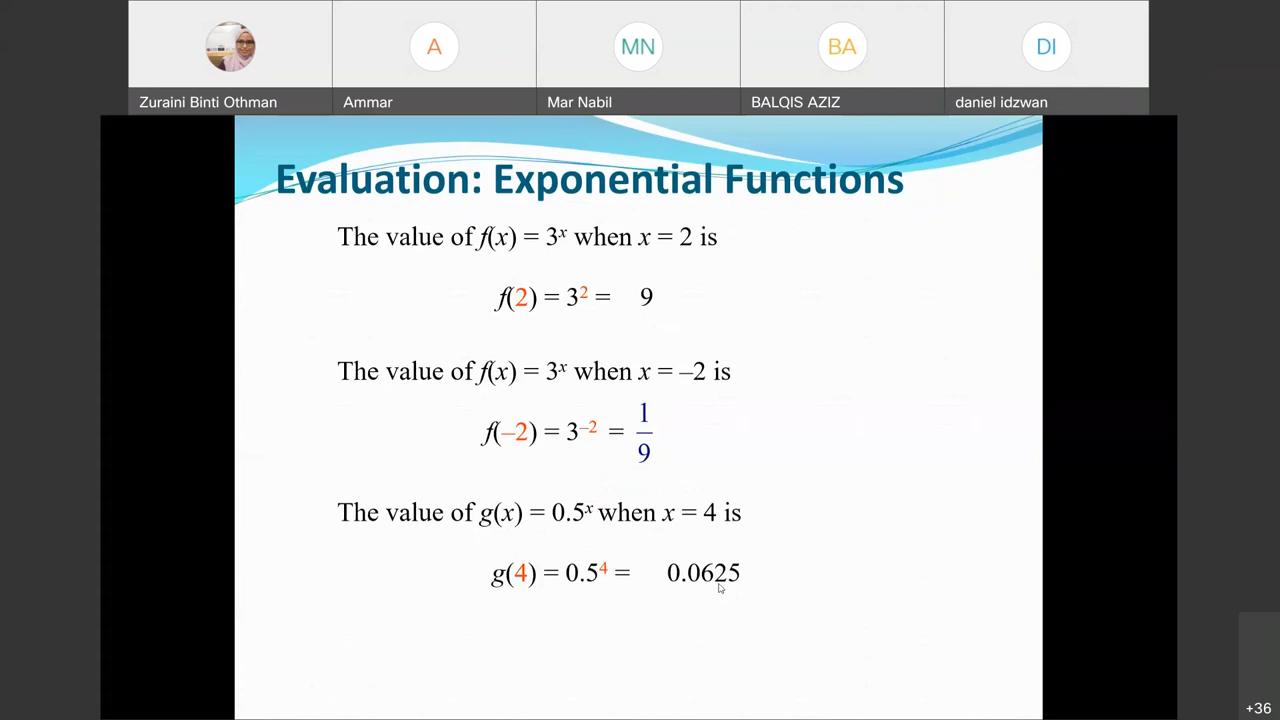 A
MN
BA
DI
Zuraini Binti Othman
Ammar
Mar Nabil
BALQIS AZIZ
daniel idzwan
Evaluation: Exponential Functions
The value of f(x) = 3ˣ when x = 2 is
f(2) = 3² = 9
The value of f(x) = 3ˣ when x = –2 is
f(–2) = 3⁻² = 1/9
The value of g(x) = 0.5ˣ when x = 4 is
g(4) = 0.5⁴ = 0.0625
+36